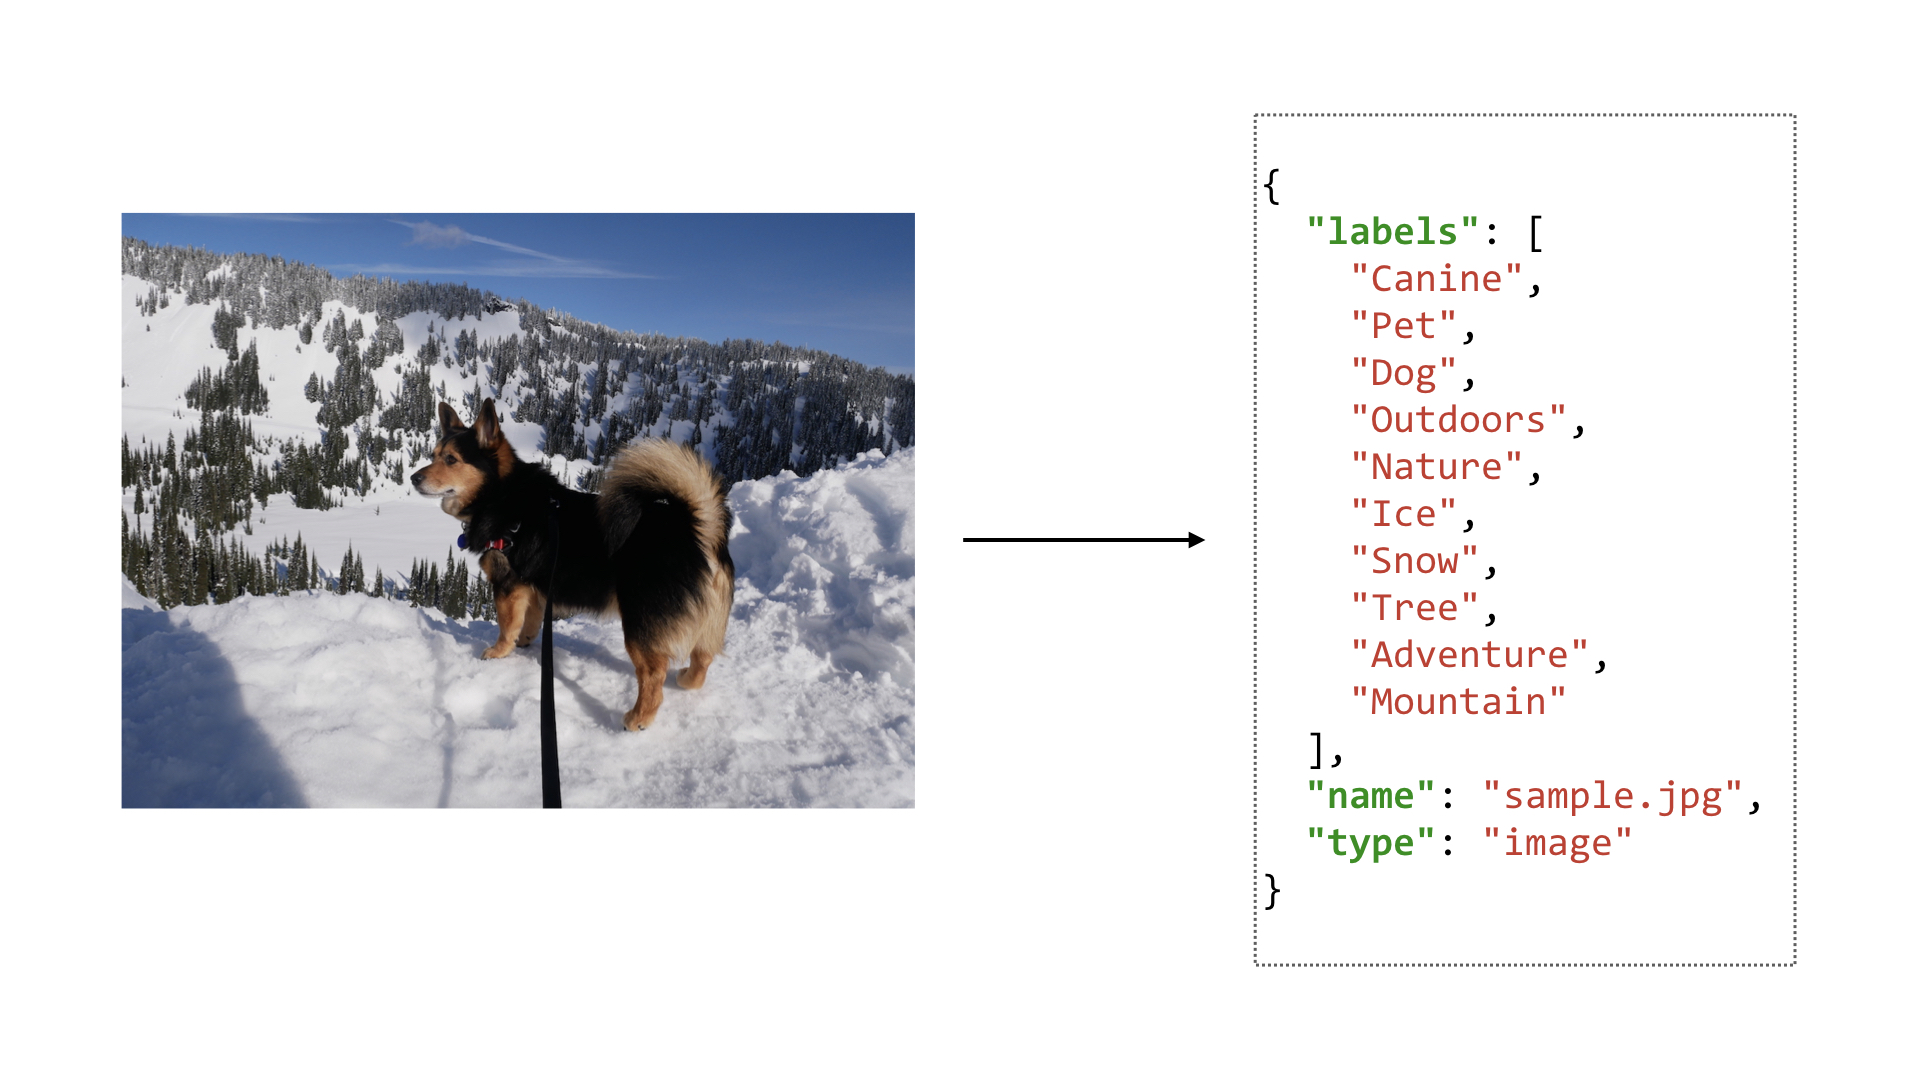 {
"labels": [
"Canine",
"Pet",
"Dog",
"Outdoors",
"Nature",
"Ice",
"Snow",
"Tree",
"Adventure",
"Mountain"
],
"name": "sample.jpg",
"type": "image"
}